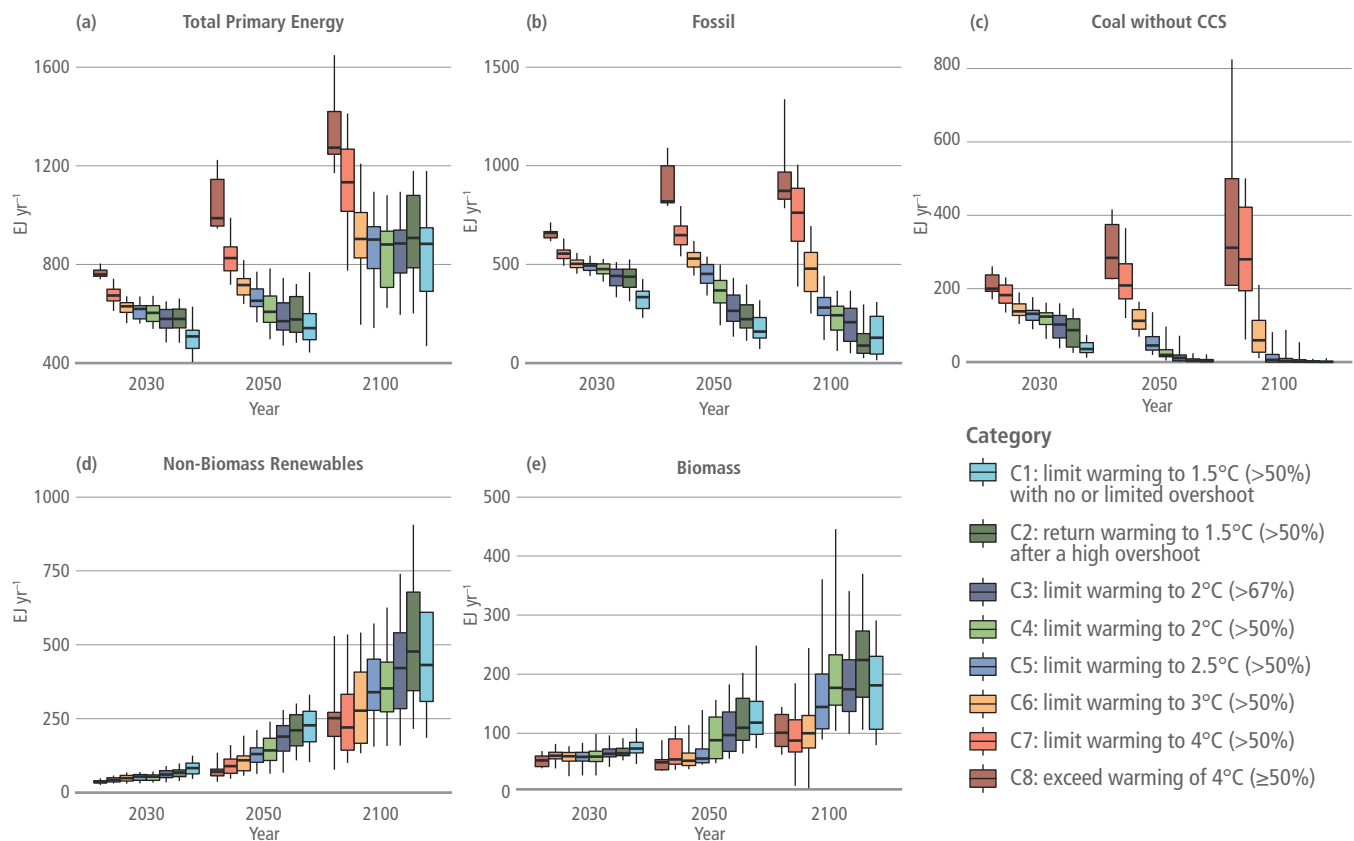 (a) Total Primary Energy
1600
1200
800
400
EJ yr⁻¹
2030 2050 2100
Year
(b) Fossil
1500
1000
500
0
EJ yr⁻¹
2030 2050 2100
Year
(c) Coal without CCS
800
600
400
200
0
EJ yr⁻¹
2030 2050 2100
Year
(d) Non-Biomass Renewables
1000
750
500
250
0
EJ yr⁻¹
2030 2050 2100
Year
(e) Biomass
500
400
300
200
100
0
EJ yr⁻¹
2030 2050 2100
Year
Category
C1: limit warming to 1.5°C (>50%)
with no or limited overshoot
C2: return warming to 1.5°C (>50%)
after a high overshoot
C3: limit warming to 2°C (>67%)
C4: limit warming to 2°C (>50%)
C5: limit warming to 2.5°C (>50%)
C6: limit warming to 3°C (>50%)
C7: limit warming to 4°C (>50%)
C8: exceed warming of 4°C (≥50%)